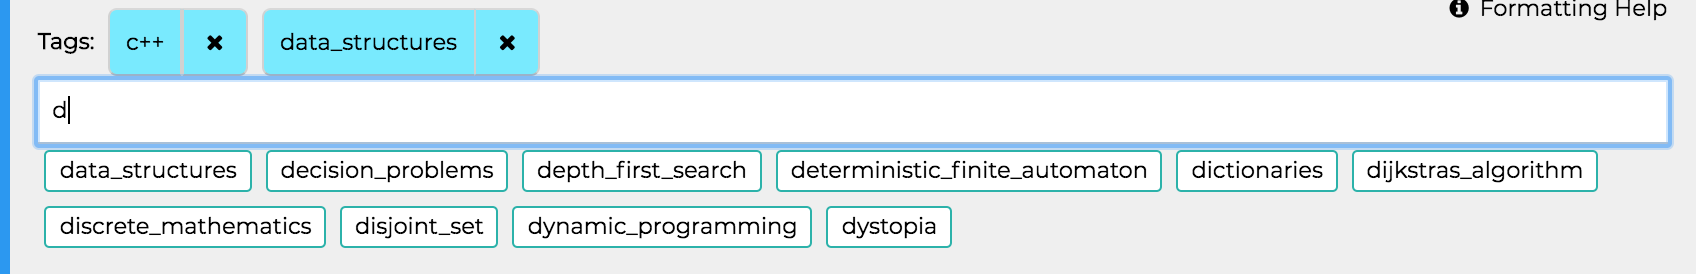 Formatting Help
Tags: c++ data_structures
d
data_structures decision_problems depth_first_search deterministic_finite_automaton dictionaries dijkstras_algorithm
discrete_mathematics disjoint_set dynamic_programming dystopia